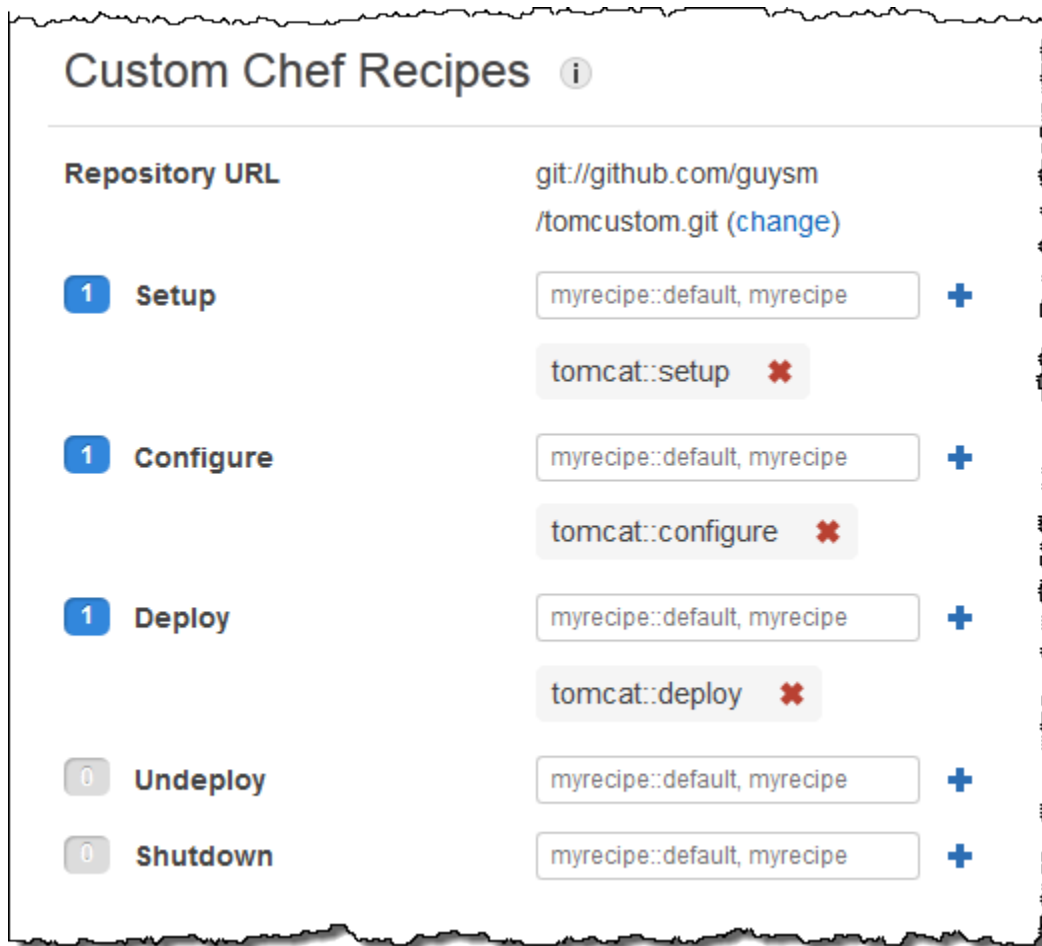 Custom Chef Recipes i
Repository URL git://github.com/guysm
/tomcustom.git (change)
1 Setup myrecipe::default, myrecipe
tomcat::setup
1 Configure myrecipe::default, myrecipe
tomcat::configure
1 Deploy myrecipe::default, myrecipe
tomcat::deploy
0 Undeploy myrecipe::default, myrecipe
0 Shutdown myrecipe::default, myrecipe